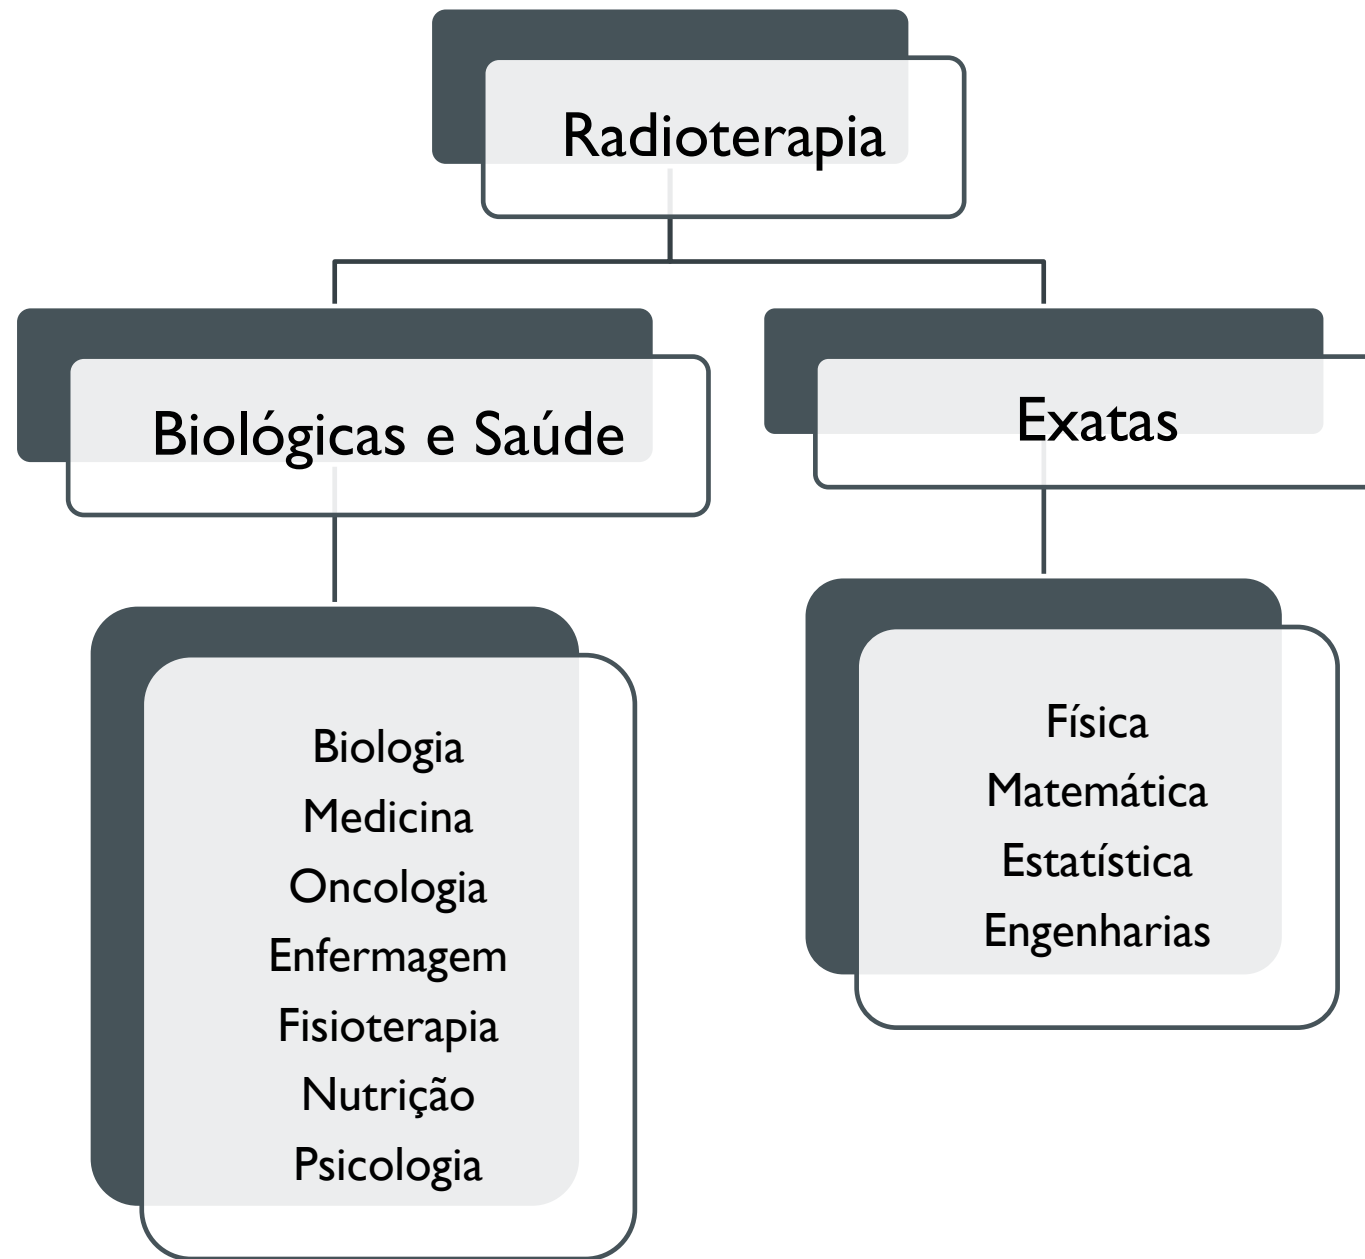 Radioterapia
Biológicas e Saúde
Exatas
Biologia
Medicina
Oncologia
Enfermagem
Fisioterapia
Nutrição
Psicologia
Física
Matemática
Estatística
Engenharias